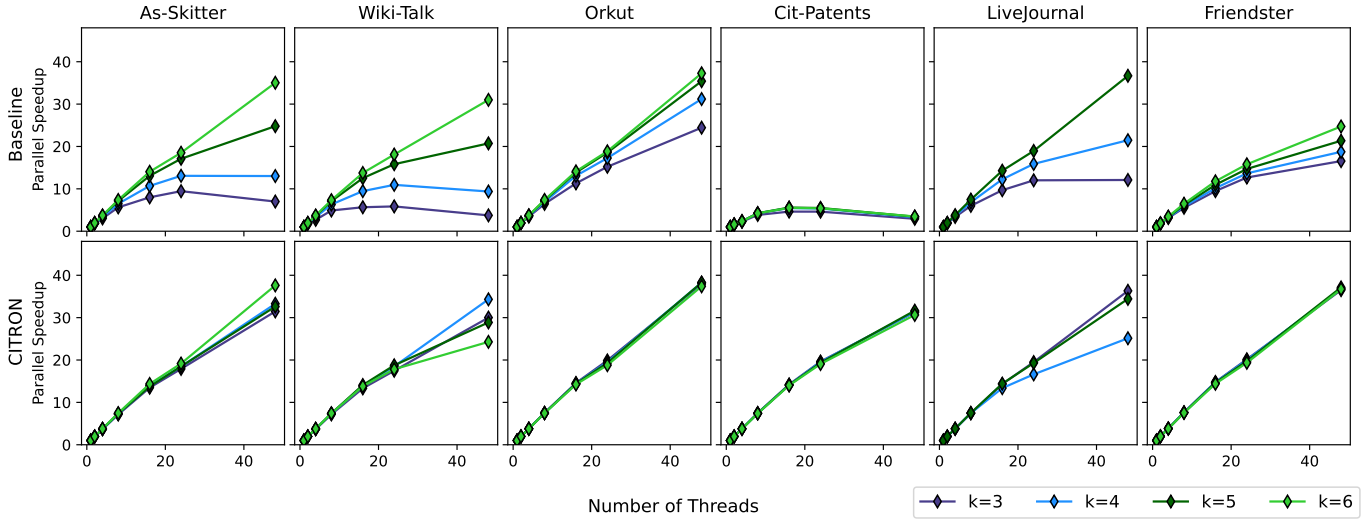 As-Skitter Wiki-Talk Orkut Cit-Patents LiveJournal Friendster
Baseline
Parallel Speedup
40
30
20
10
0
CITRON
Parallel Speedup
40
30
20
10
0
0 20 40 0 20 40 0 20 40 0 20 40 0 20 40 0 20 40
Number of Threads
k=3 k=4 k=5 k=6